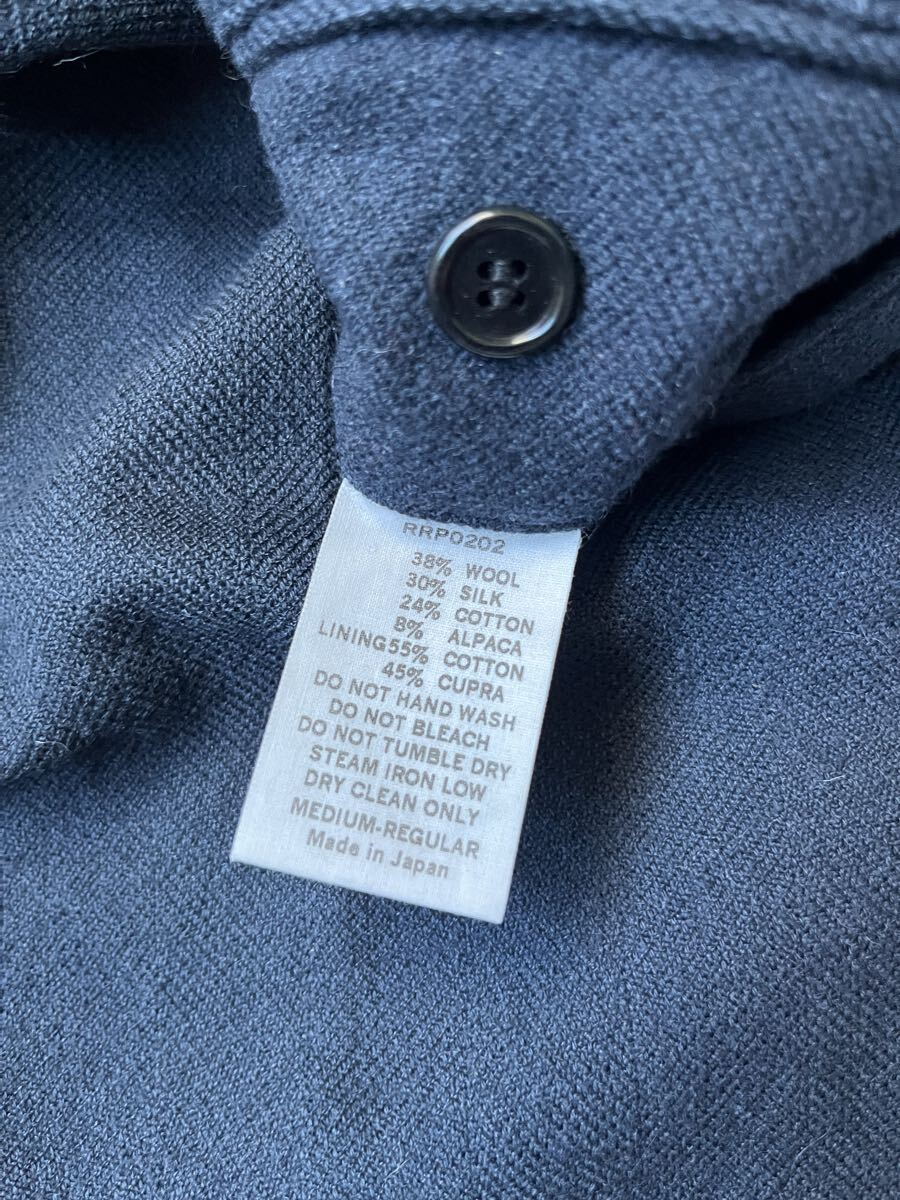 RRP0202
38% WOOL
30% SILK
24% COTTON
8% ALPACA
LINING55% COTTON
45% CUPRA
DO NOT HAND WASH
DO NOT BLEACH
DO NOT TUMBLE DRY
STEAM IRON LOW
DRY CLEAN ONLY
MEDIUM-REGULAR
Made in Japan